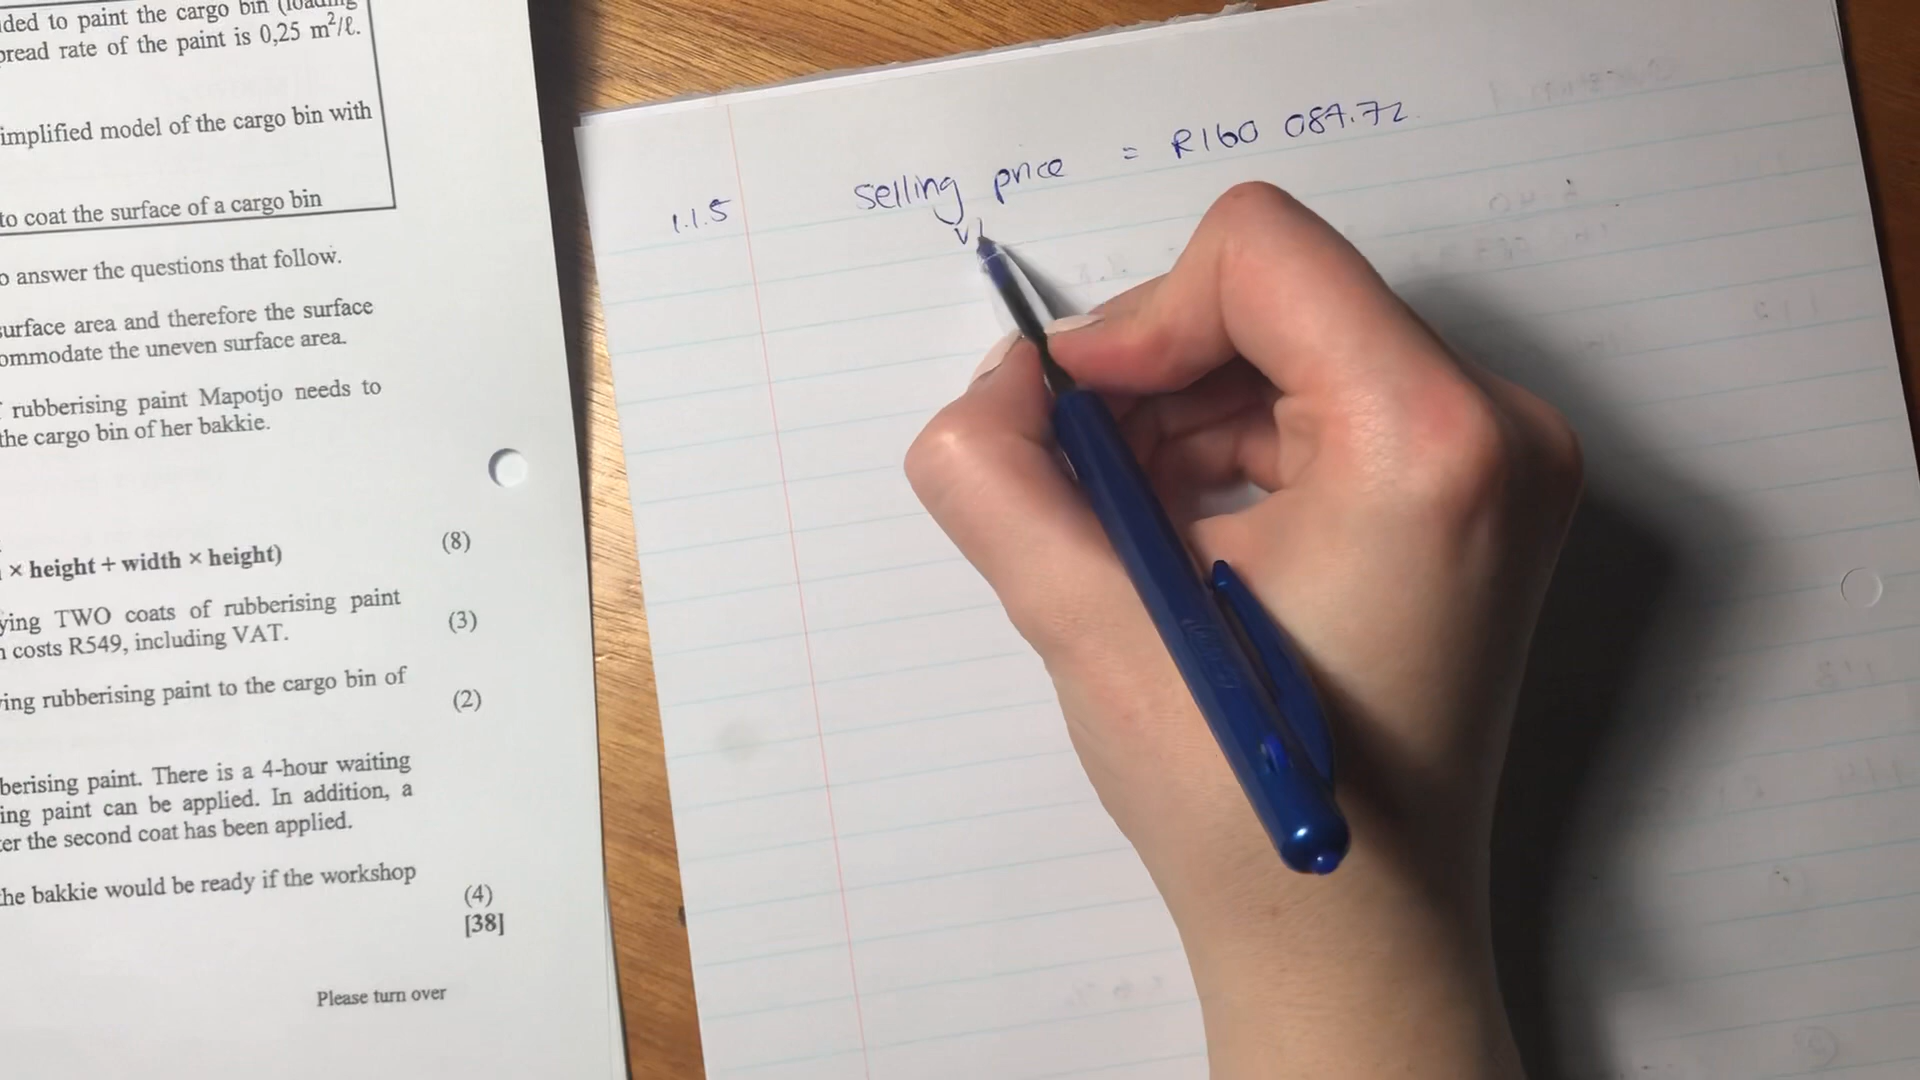 ded to paint the cargo bin (loading
pread rate of the paint is 0,25 m²/ℓ.
implified model of the cargo bin with
to coat the surface of a cargo bin
o answer the questions that follow.
surface area and therefore the surface
ommodate the uneven surface area.
rubberising paint Mapotjo needs to
the cargo bin of her bakkie.
(8)
× height + width × height)
ying TWO coats of rubberising paint
(3)
n costs R549, including VAT.
ing rubberising paint to the cargo bin of
(2)
berising paint. There is a 4-hour waiting
ing paint can be applied. In addition, a
er the second coat has been applied.
the bakkie would be ready if the workshop
(4)
[38]
Please turn over
1.1.5 Selling price = R160 087.72
V